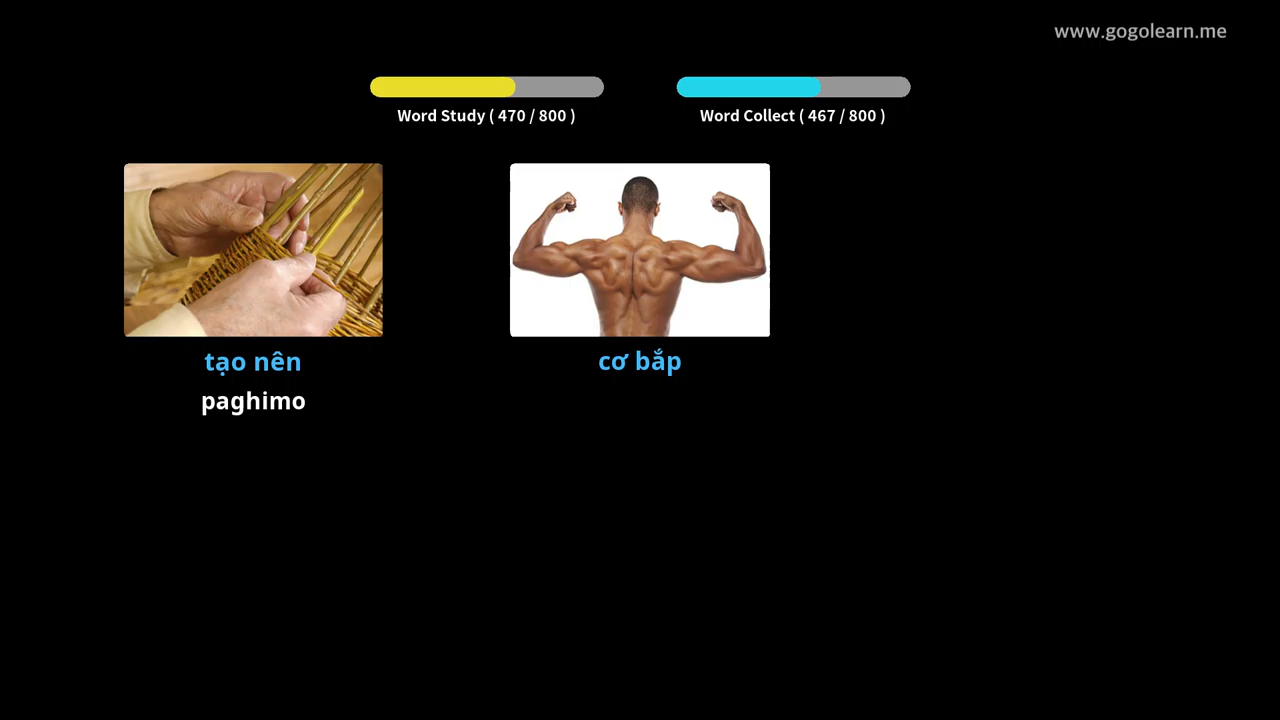 www.gogolearn.me
Word Study ( 470 / 800 )
Word Collect ( 467 / 800 )
tạo nên
paghimo
cơ bắp